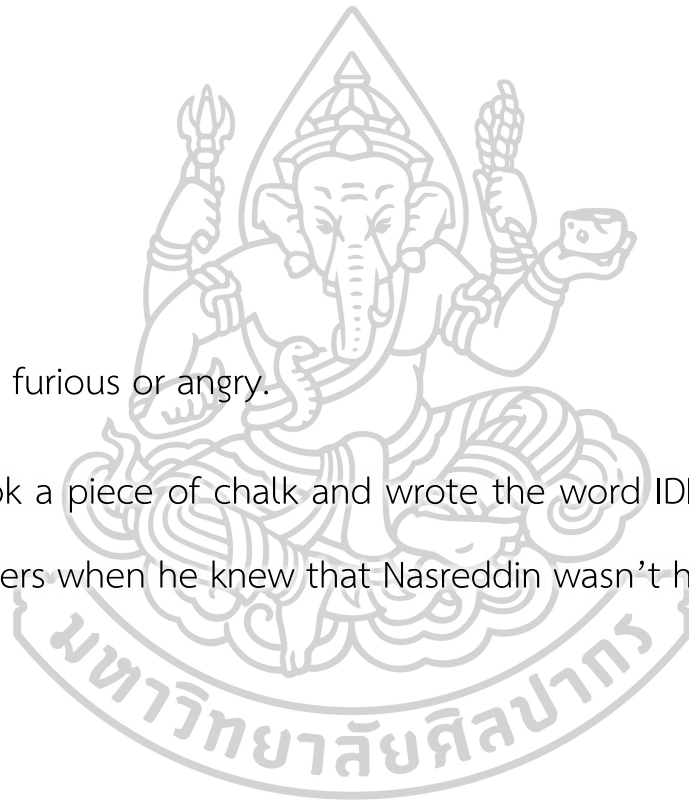 furious or angry.
ok a piece of chalk and wrote the word
ers when he knew that Nasreddin wasn't h
มหาวิทยาลัยศิลปากร